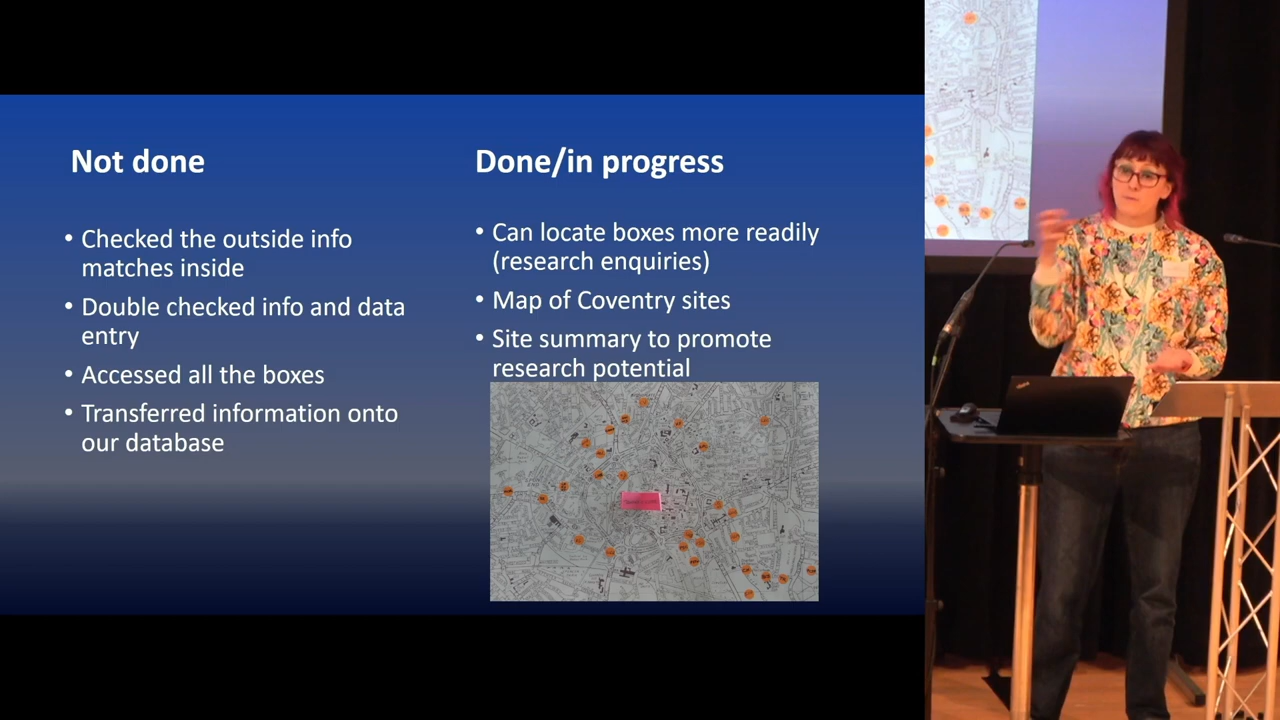 Not done
• Checked the outside info
matches inside
• Double checked info and data
entry
• Accessed all the boxes
• Transferred information onto
our database
Done/in progress
• Can locate boxes more readily
(research enquiries)
• Map of Coventry sites
• Site summary to promote
research potential